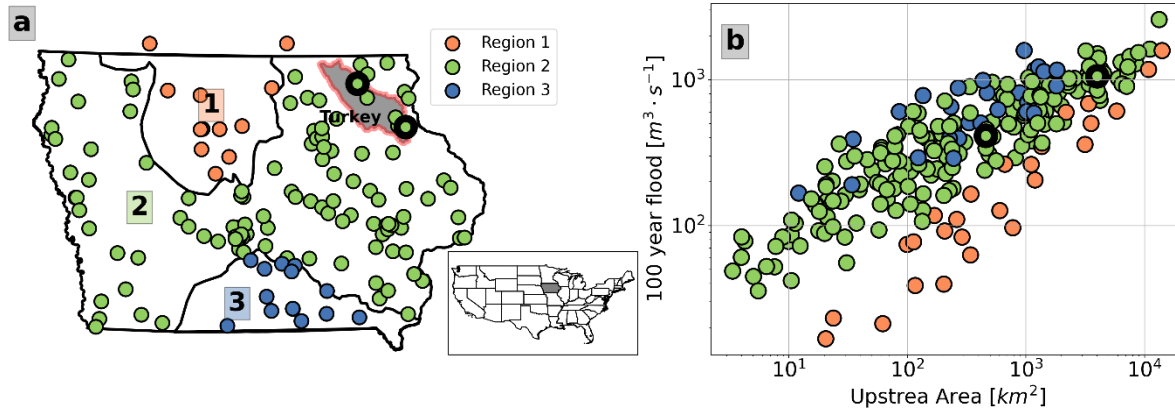 a
Region 1
Region 2
Region 3
1
Turkey
2
3
b
100 year flood [m³ · s⁻¹]
10³
10²
10¹
10²
10³
10⁴
Upstrea Area [km²]